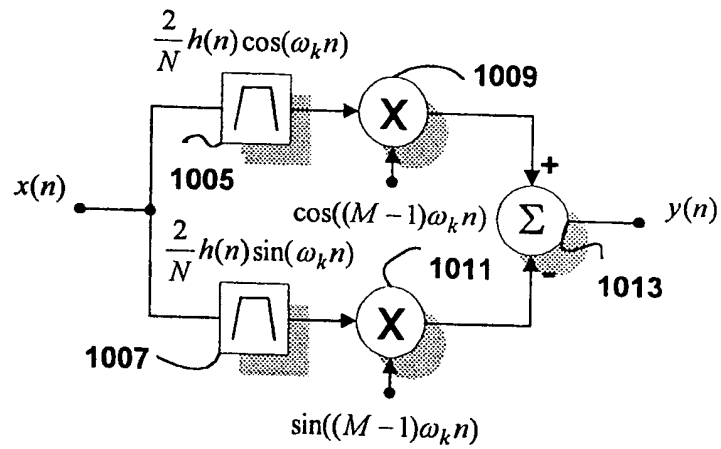 2/N h(n)cos(ω_k n)
1009
X
1005
+
x(n)
cos((M – 1)ω_k n)
Σ
y(n)
2/N h(n)sin(ω_k n)
1011
-
1013
X
1007
sin((M – 1)ω_k n)